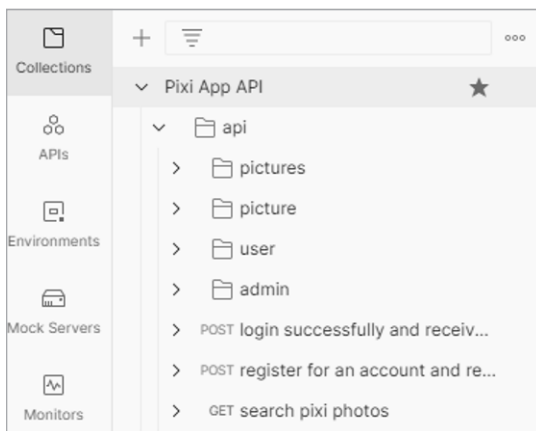 Collections
APIs
Environments
Mock Servers
Monitors
Pixi App API
api
pictures
picture
user
admin
POST login successfully and receiv...
POST register for an account and re...
GET search pixi photos